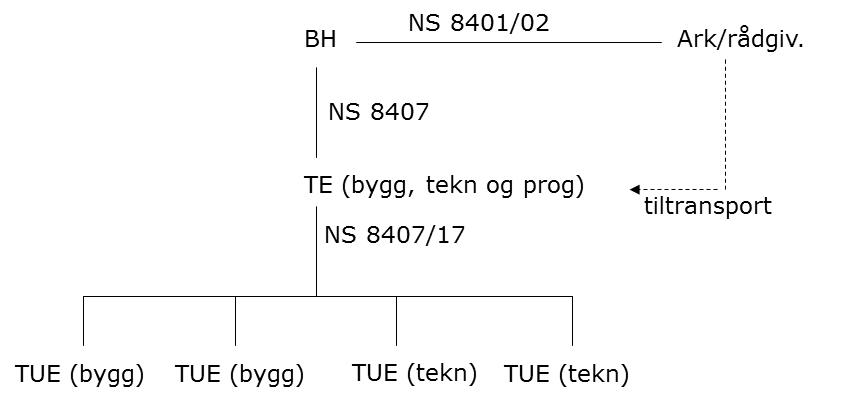 NS 8401/02
BH
Ark/rådgiv.
NS 8407
TE (bygg, tekn og prog)
tiltransport
NS 8407/17
TUE (bygg) TUE (bygg) TUE (tekn) TUE (tekn)